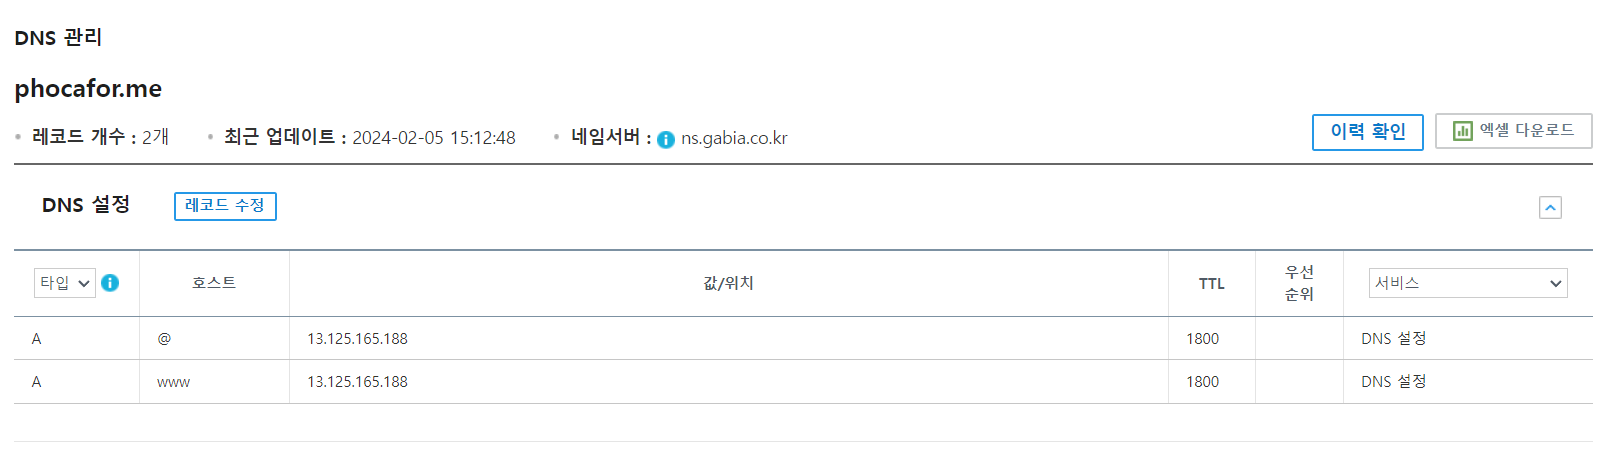 DNS 관리
phocafor.me
레코드 개수 : 2개 최근 업데이트 : 2024-02-05 15:12:48 네임서버 : ns.gabia.co.kr 이력 확인 엑셀 다운로드
DNS 설정 레코드 수정
타입 호스트 값/위치 TTL 우선 순위 서비스
A @ 13.125.165.188 1800 DNS 설정
A www 13.125.165.188 1800 DNS 설정